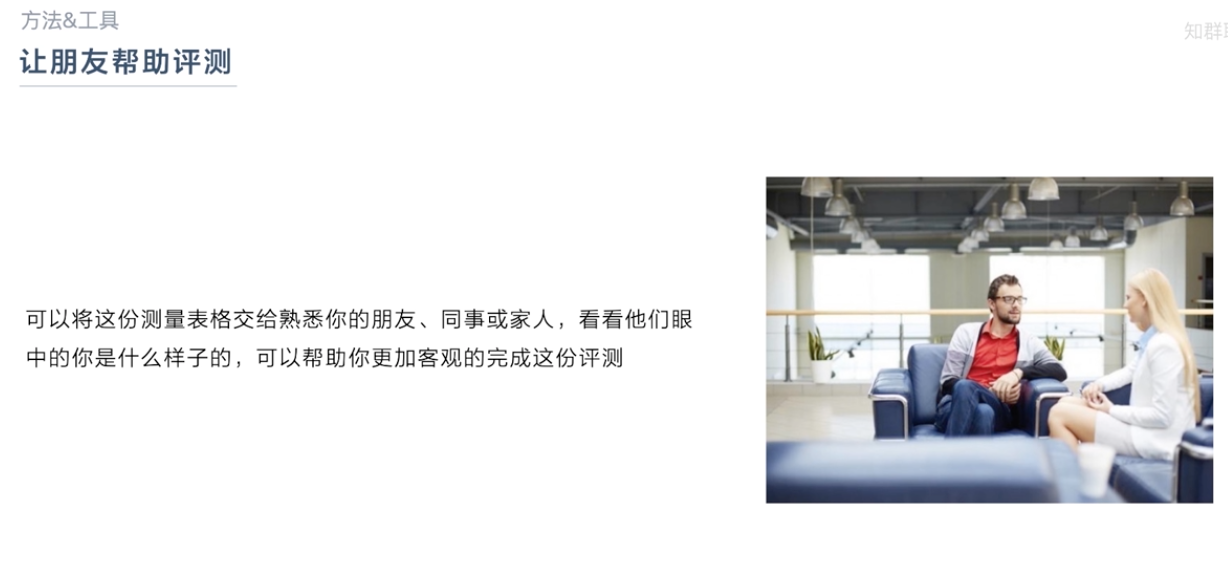 方法&工具
知群
让朋友帮助评测
可以将这份测量表格交给熟悉你的朋友、同事或家人，看看他们眼
中的你是什么样子的，可以帮助你更加客观的完成这份评测